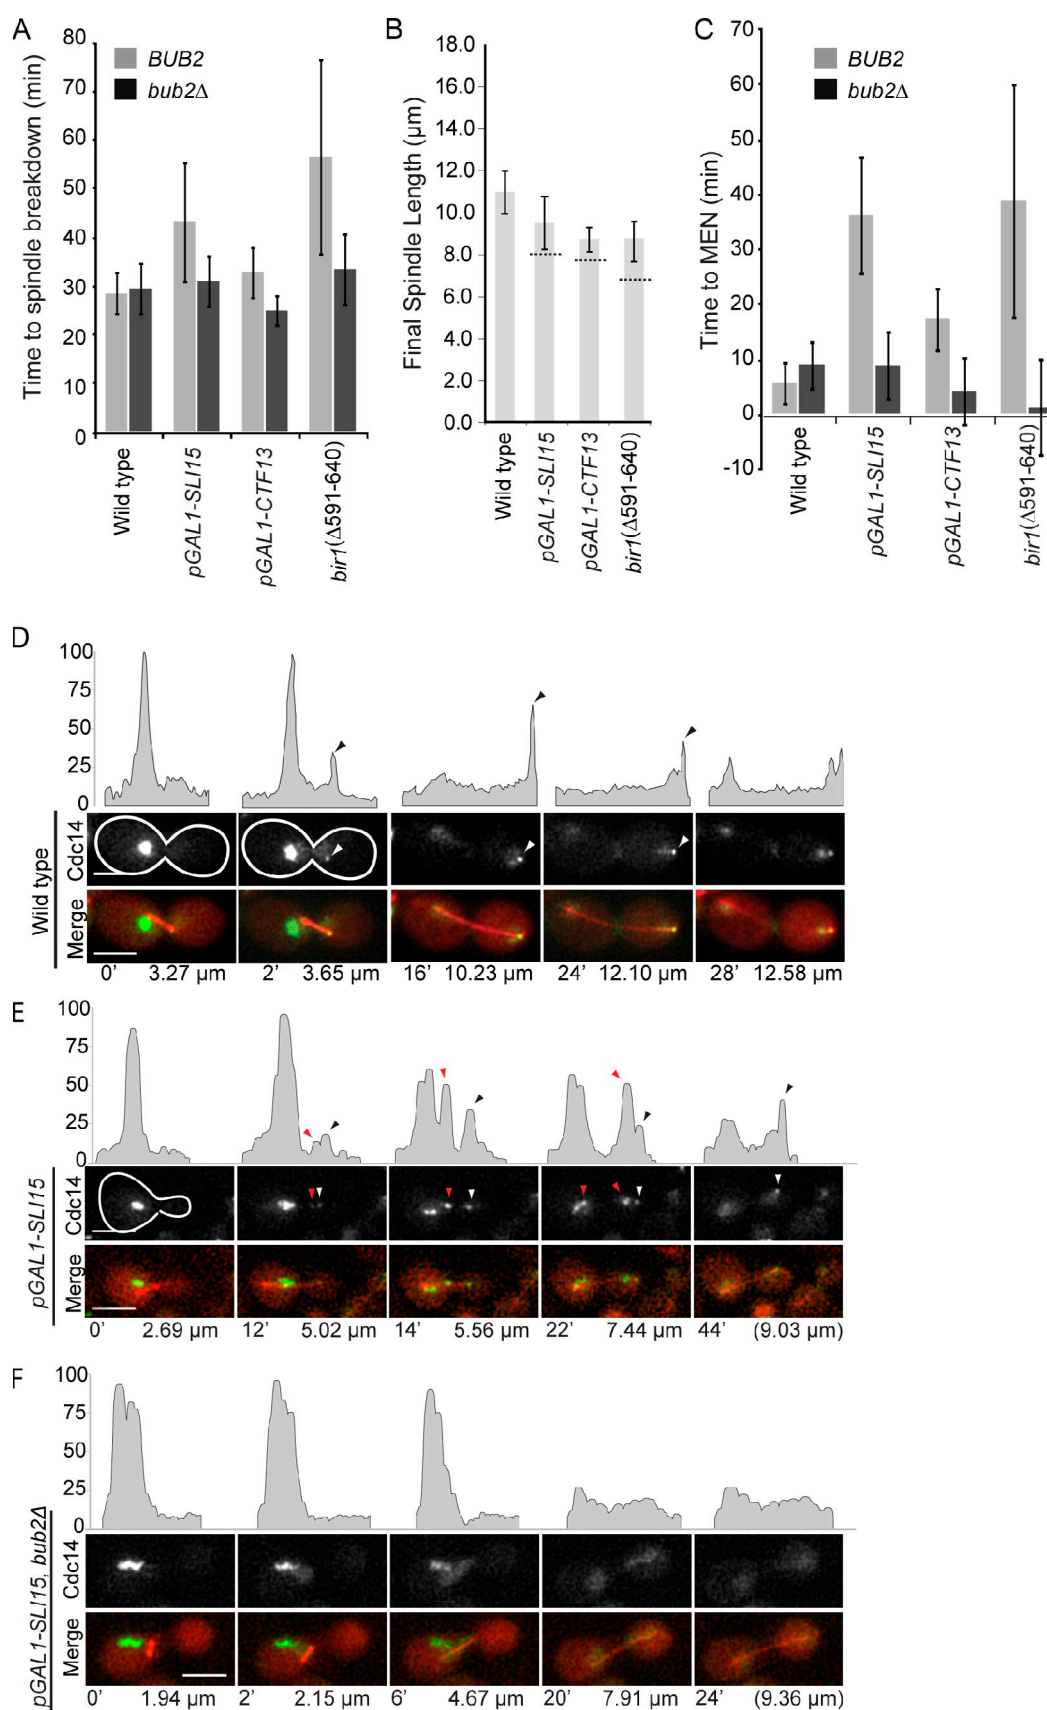 A
Time to spindle breakdown (min)
80
70
60
50
40
30
20
10
0
BUB2
bub2Δ
Wild type
pGAL1-SLI15
pGAL1-CTF13
bir1(Δ591-640)
B
Final Spindle Length (μm)
18.0
16.0
14.0
12.0
10.0
8.0
6.0
4.0
2.0
0.0
Wild type
pGAL1-SLI15
pGAL1-CTF13
bir1(Δ591-640)
C
Time to MEN (min)
70
60
50
40
30
20
10
0
-10
BUB2
bub2Δ
Wild type
pGAL1-SLI15
pGAL1-CTF13
bir1(Δ591-640)
D
100
75
50
25
0
Wild type
Cdc14
Merge
0' 3.27 μm
2' 3.65 μm
16' 10.23 μm
24' 12.10 μm
28' 12.58 μm
E
100
75
50
25
0
pGAL1-SLI15
Cdc14
Merge
0' 2.69 μm
12' 5.02 μm
14' 5.56 μm
22' 7.44 μm
44' (9.03 μm)
F
100
75
50
25
0
pGAL1-SLI15, bub2Δ
Cdc14
Merge
0' 1.94 μm
2' 2.15 μm
6' 4.67 μm
20' 7.91 μm
24' (9.36 μm)